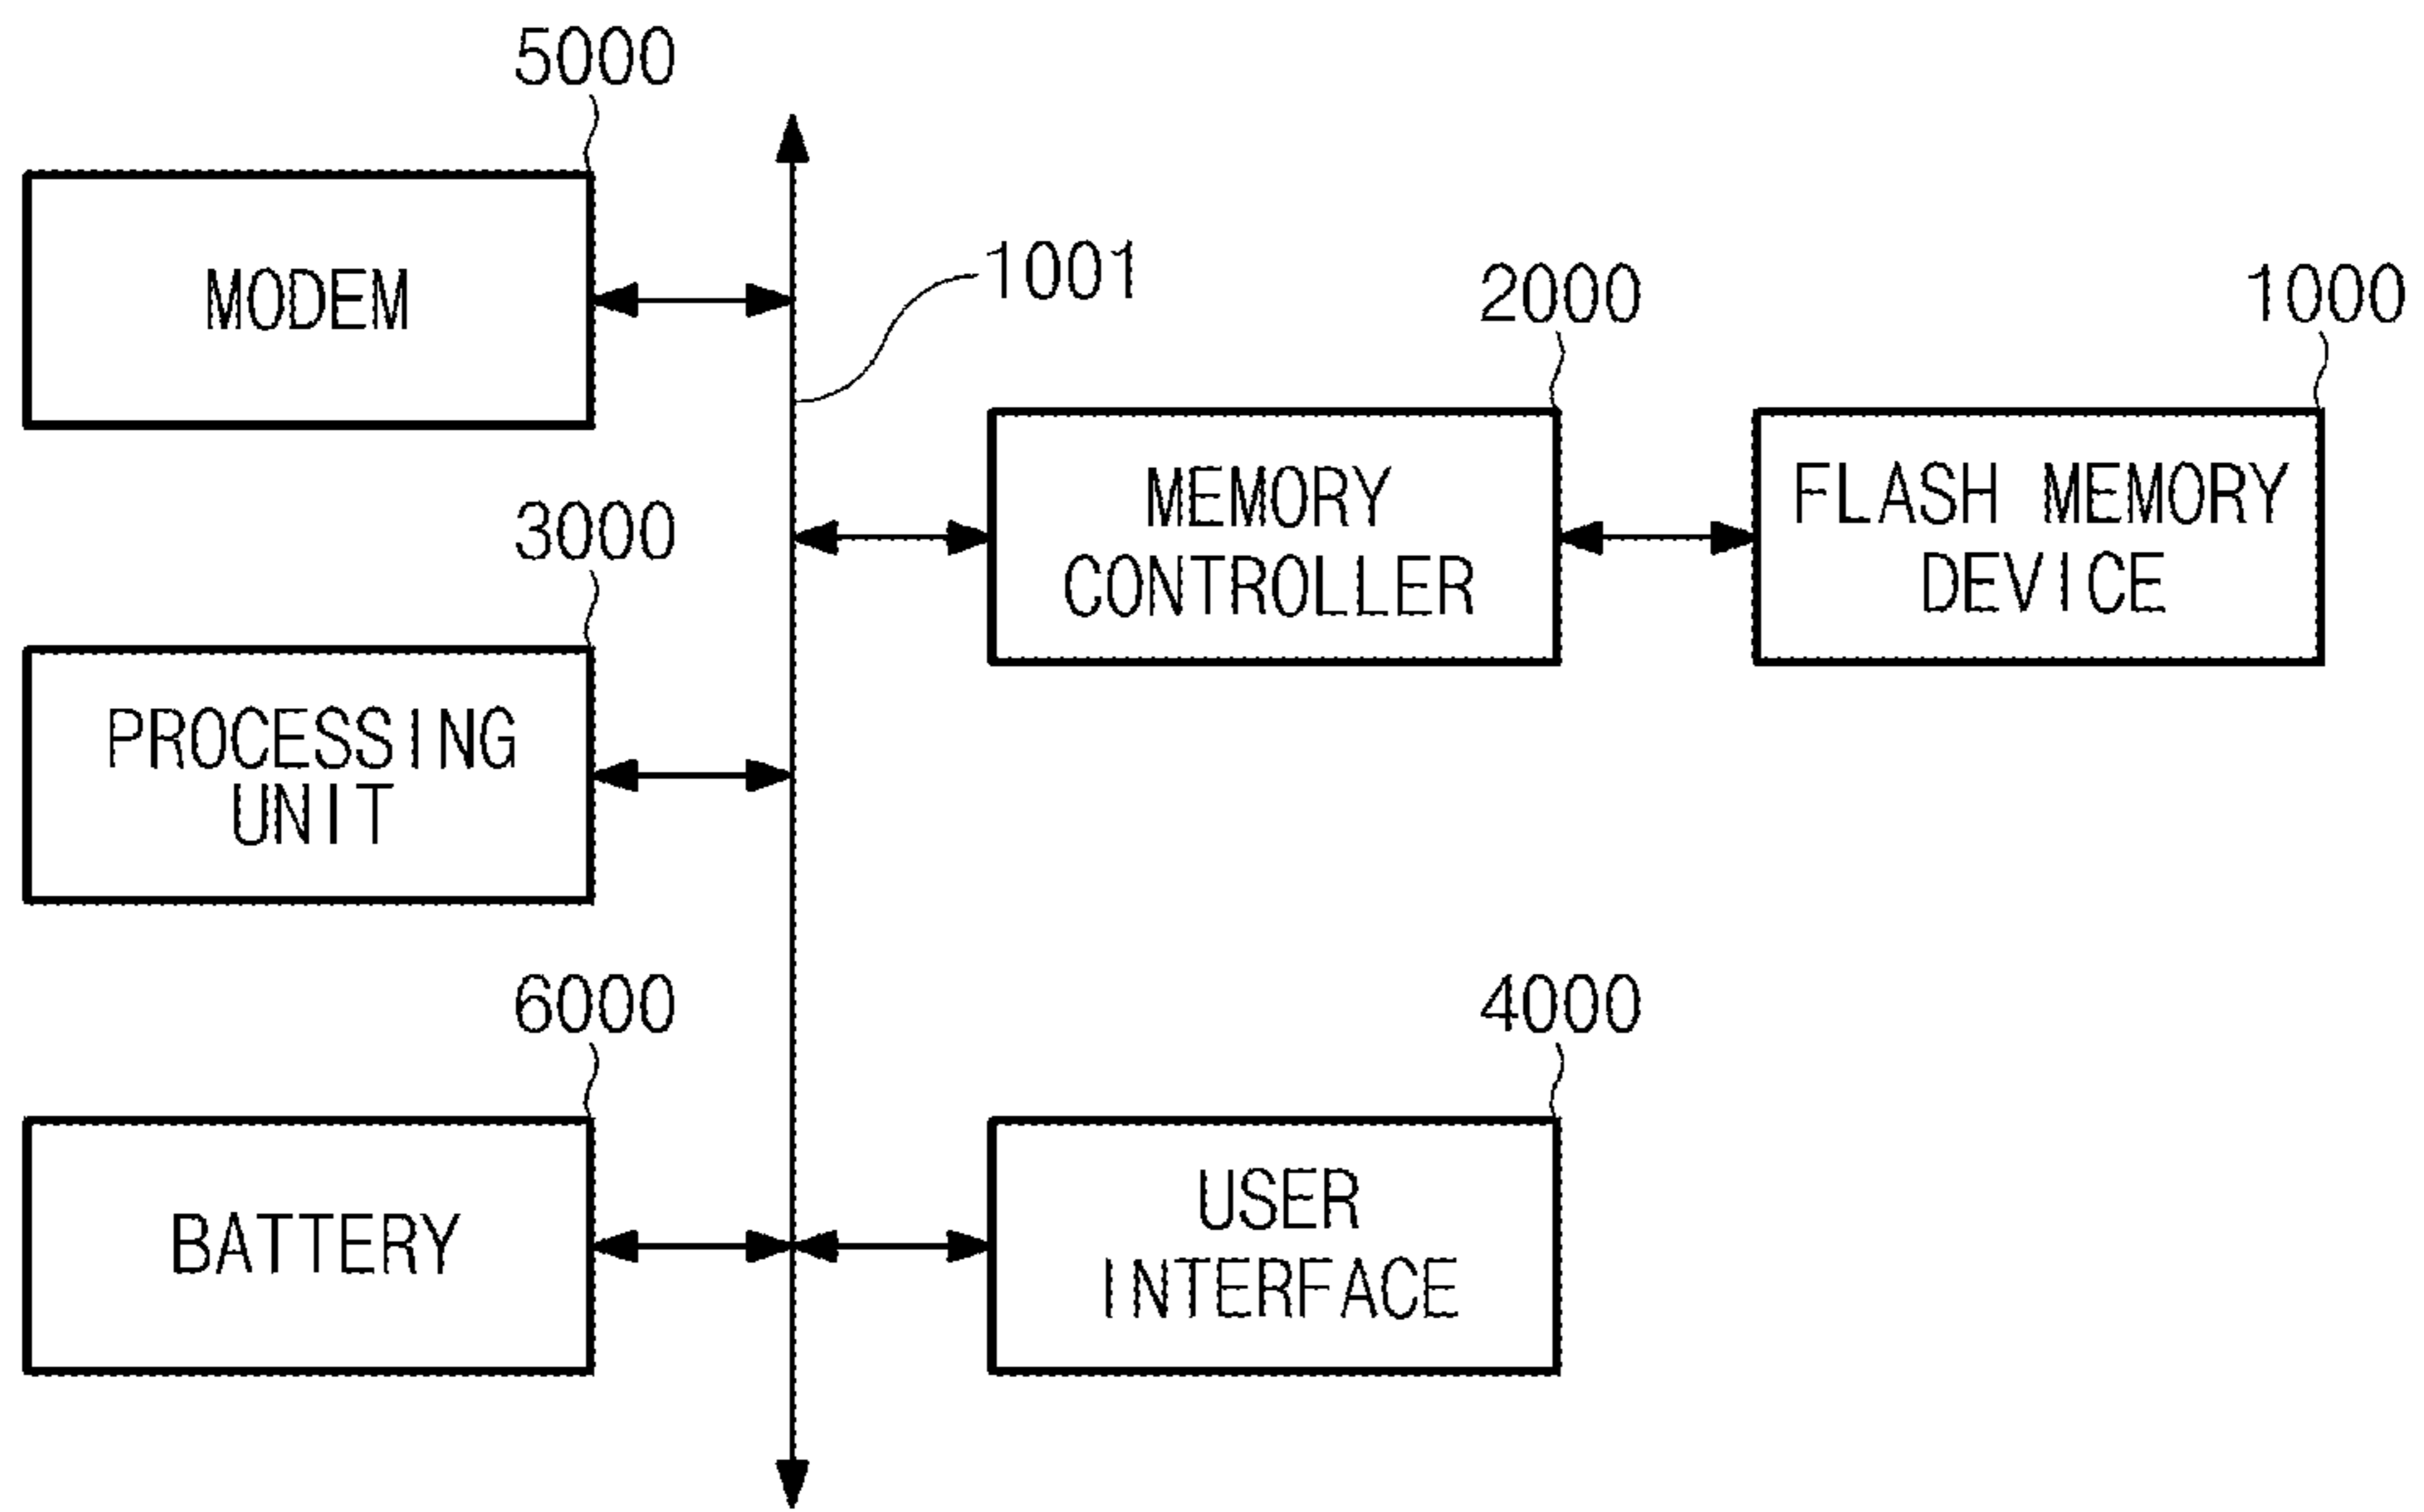 5000
MODEM
1001
2000
1000
MEMORY
CONTROLLER
FLASH MEMORY
DEVICE
3000
PROCESSING
UNIT
6000
BATTERY
4000
USER
INTERFACE